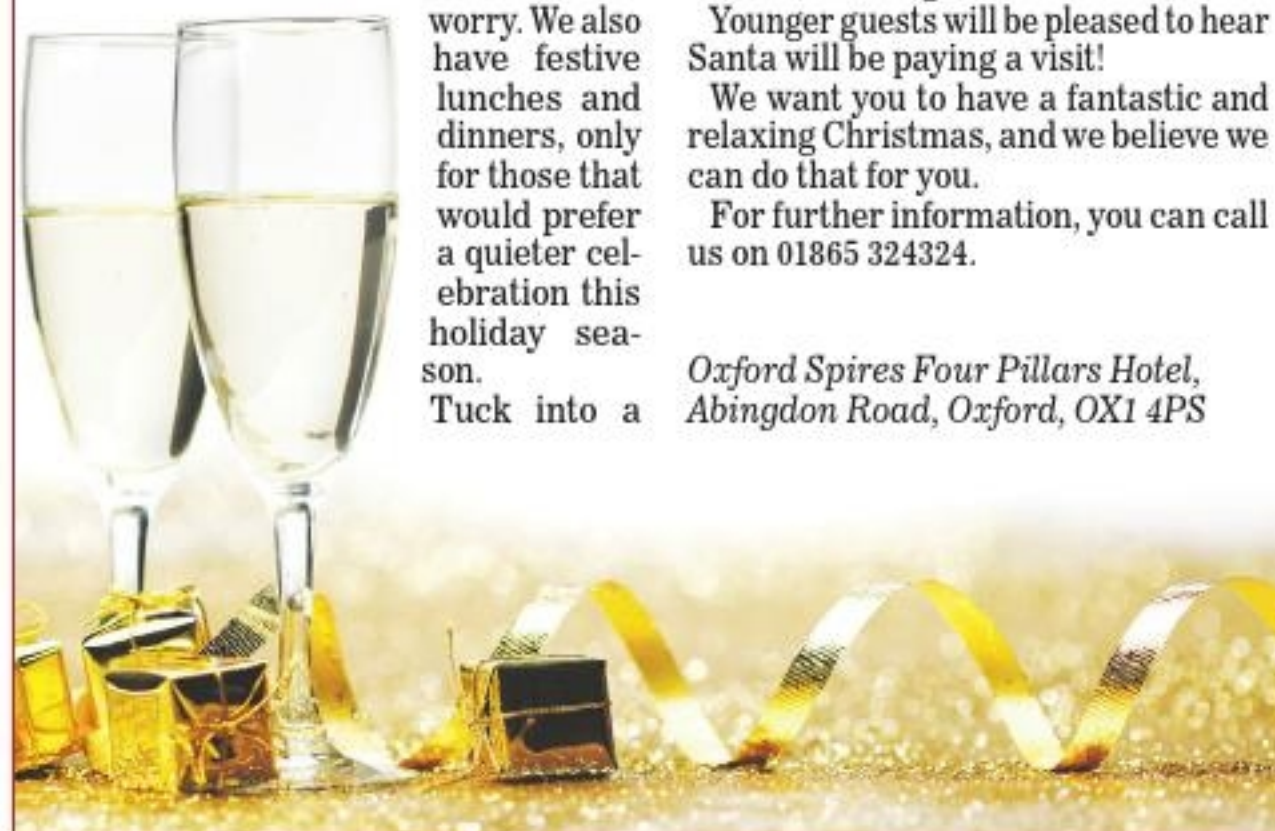 worry. We also
have festive
lunches and
dinners, only
for those that
would prefer
a quieter cel-
ebration this
holiday sea-
son.
Tuck into a
Younger guests will be pleased to hear
Santa will be paying a visit!
We want you to have a fantastic and
relaxing Christmas, and we believe we
can do that for you.
For further information, you can call
us on 01865 324324.
Oxford Spires Four Pillars Hotel,
Abingdon Road, Oxford, OX1 4PS